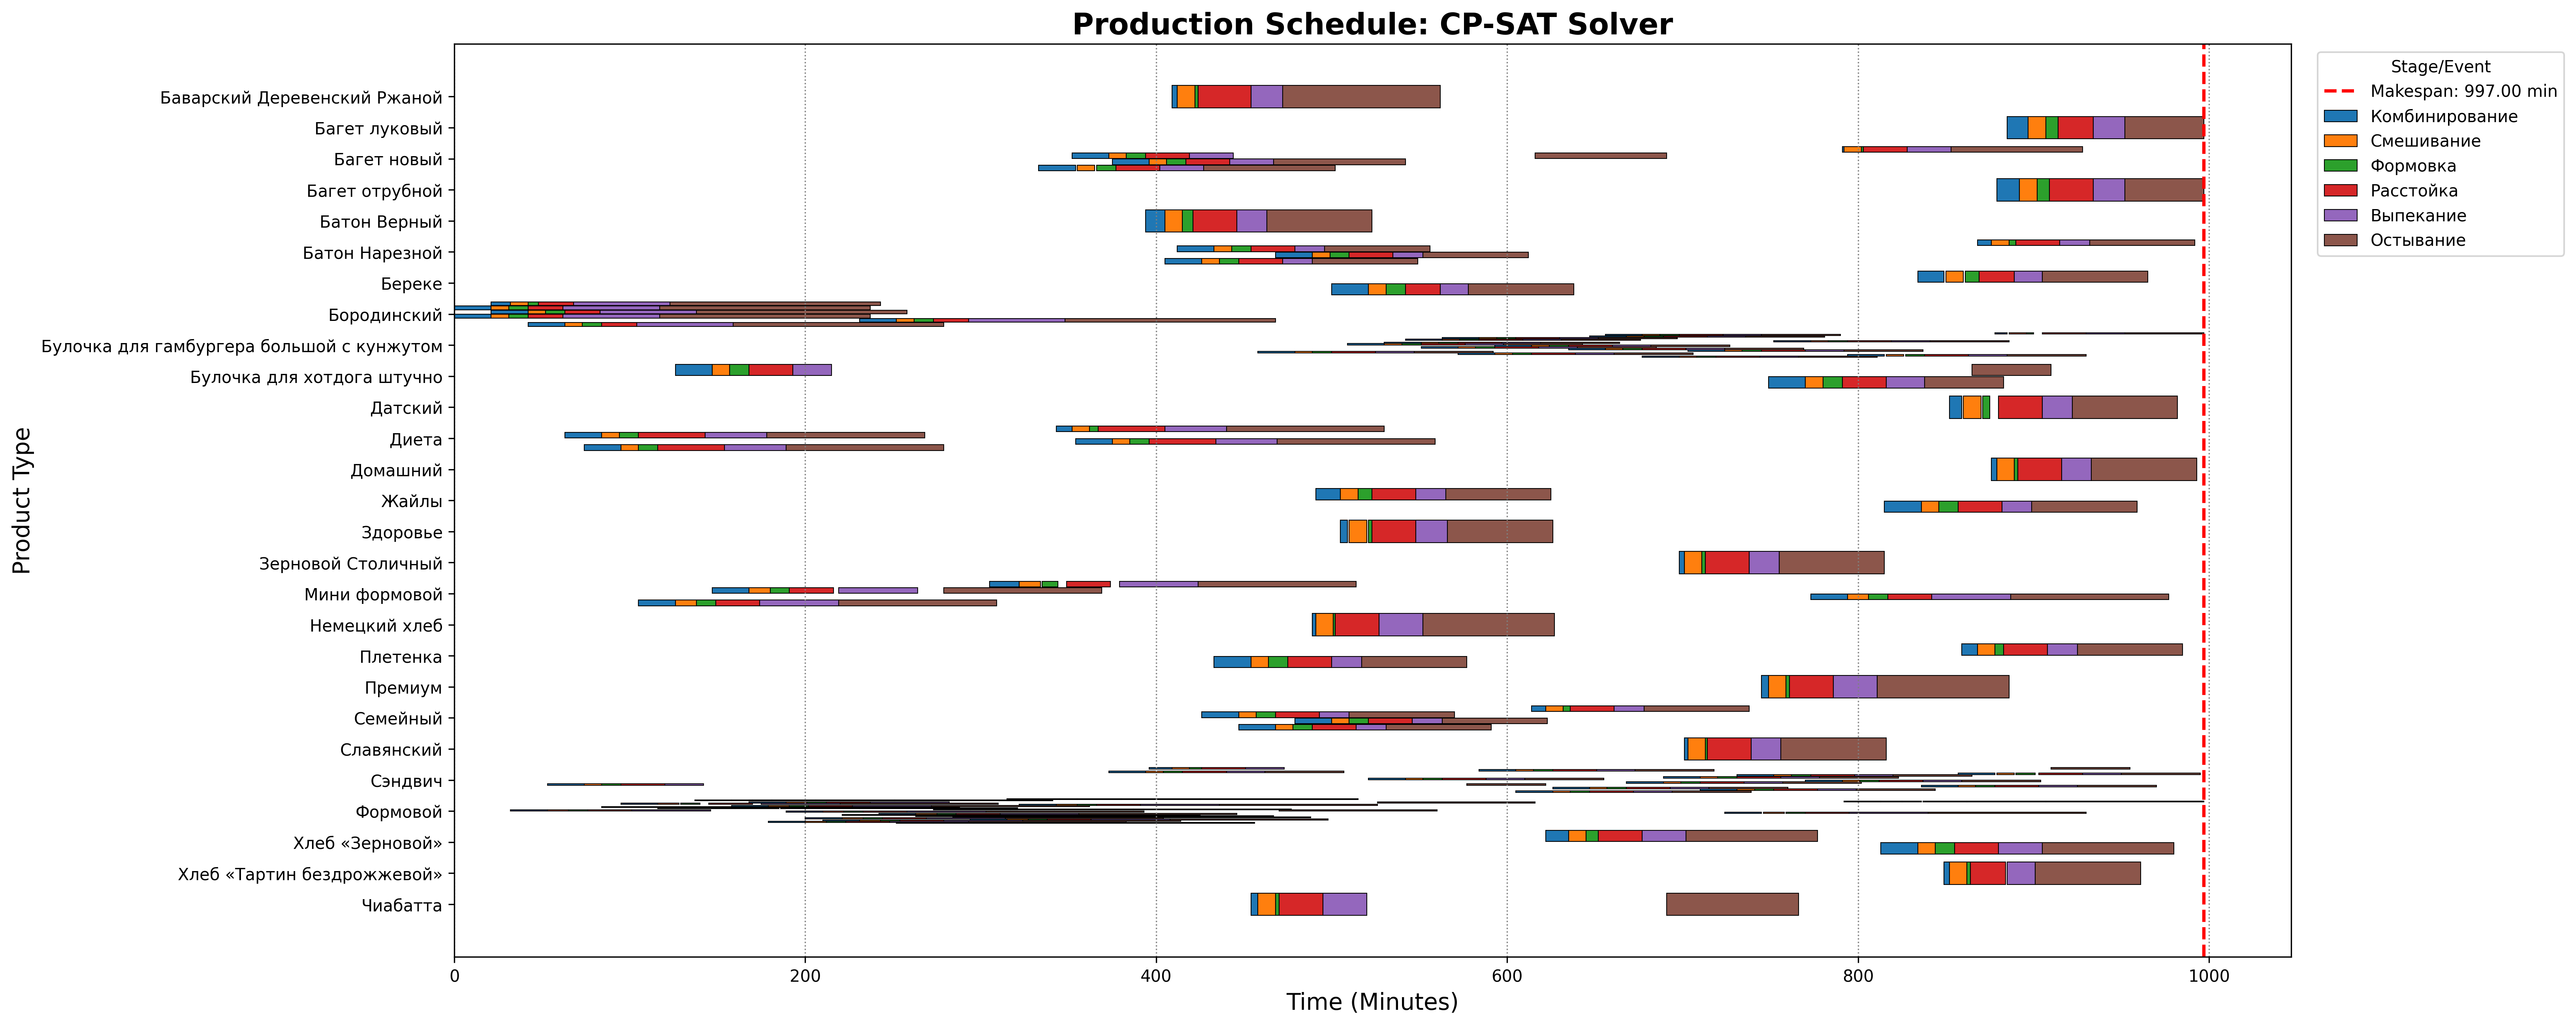 Production Schedule: CP-SAT Solver
Product Type
Баварский Деревенский Ржаной
Багет луковый
Багет новый
Багет отрубной
Батон Верный
Батон Нарезной
Береке
Бородинский
Булочка для гамбургера большой с кунжутом
Булочка для хотдога штучно
Датский
Диета
Домашний
Жайлы
Здоровье
Зерновой Столичный
Мини формовой
Немецкий хлеб
Плетенка
Премиум
Семейный
Славянский
Сэндвич
Формовой
Хлеб «Зерновой»
Хлеб «Тартин бездрожжевой»
Чиабатта
0 200 400 600 800 1000
Time (Minutes)
Stage/Event
Makespan: 997.00 min
Комбинирование
Смешивание
Формовка
Расстойка
Выпекание
Остывание